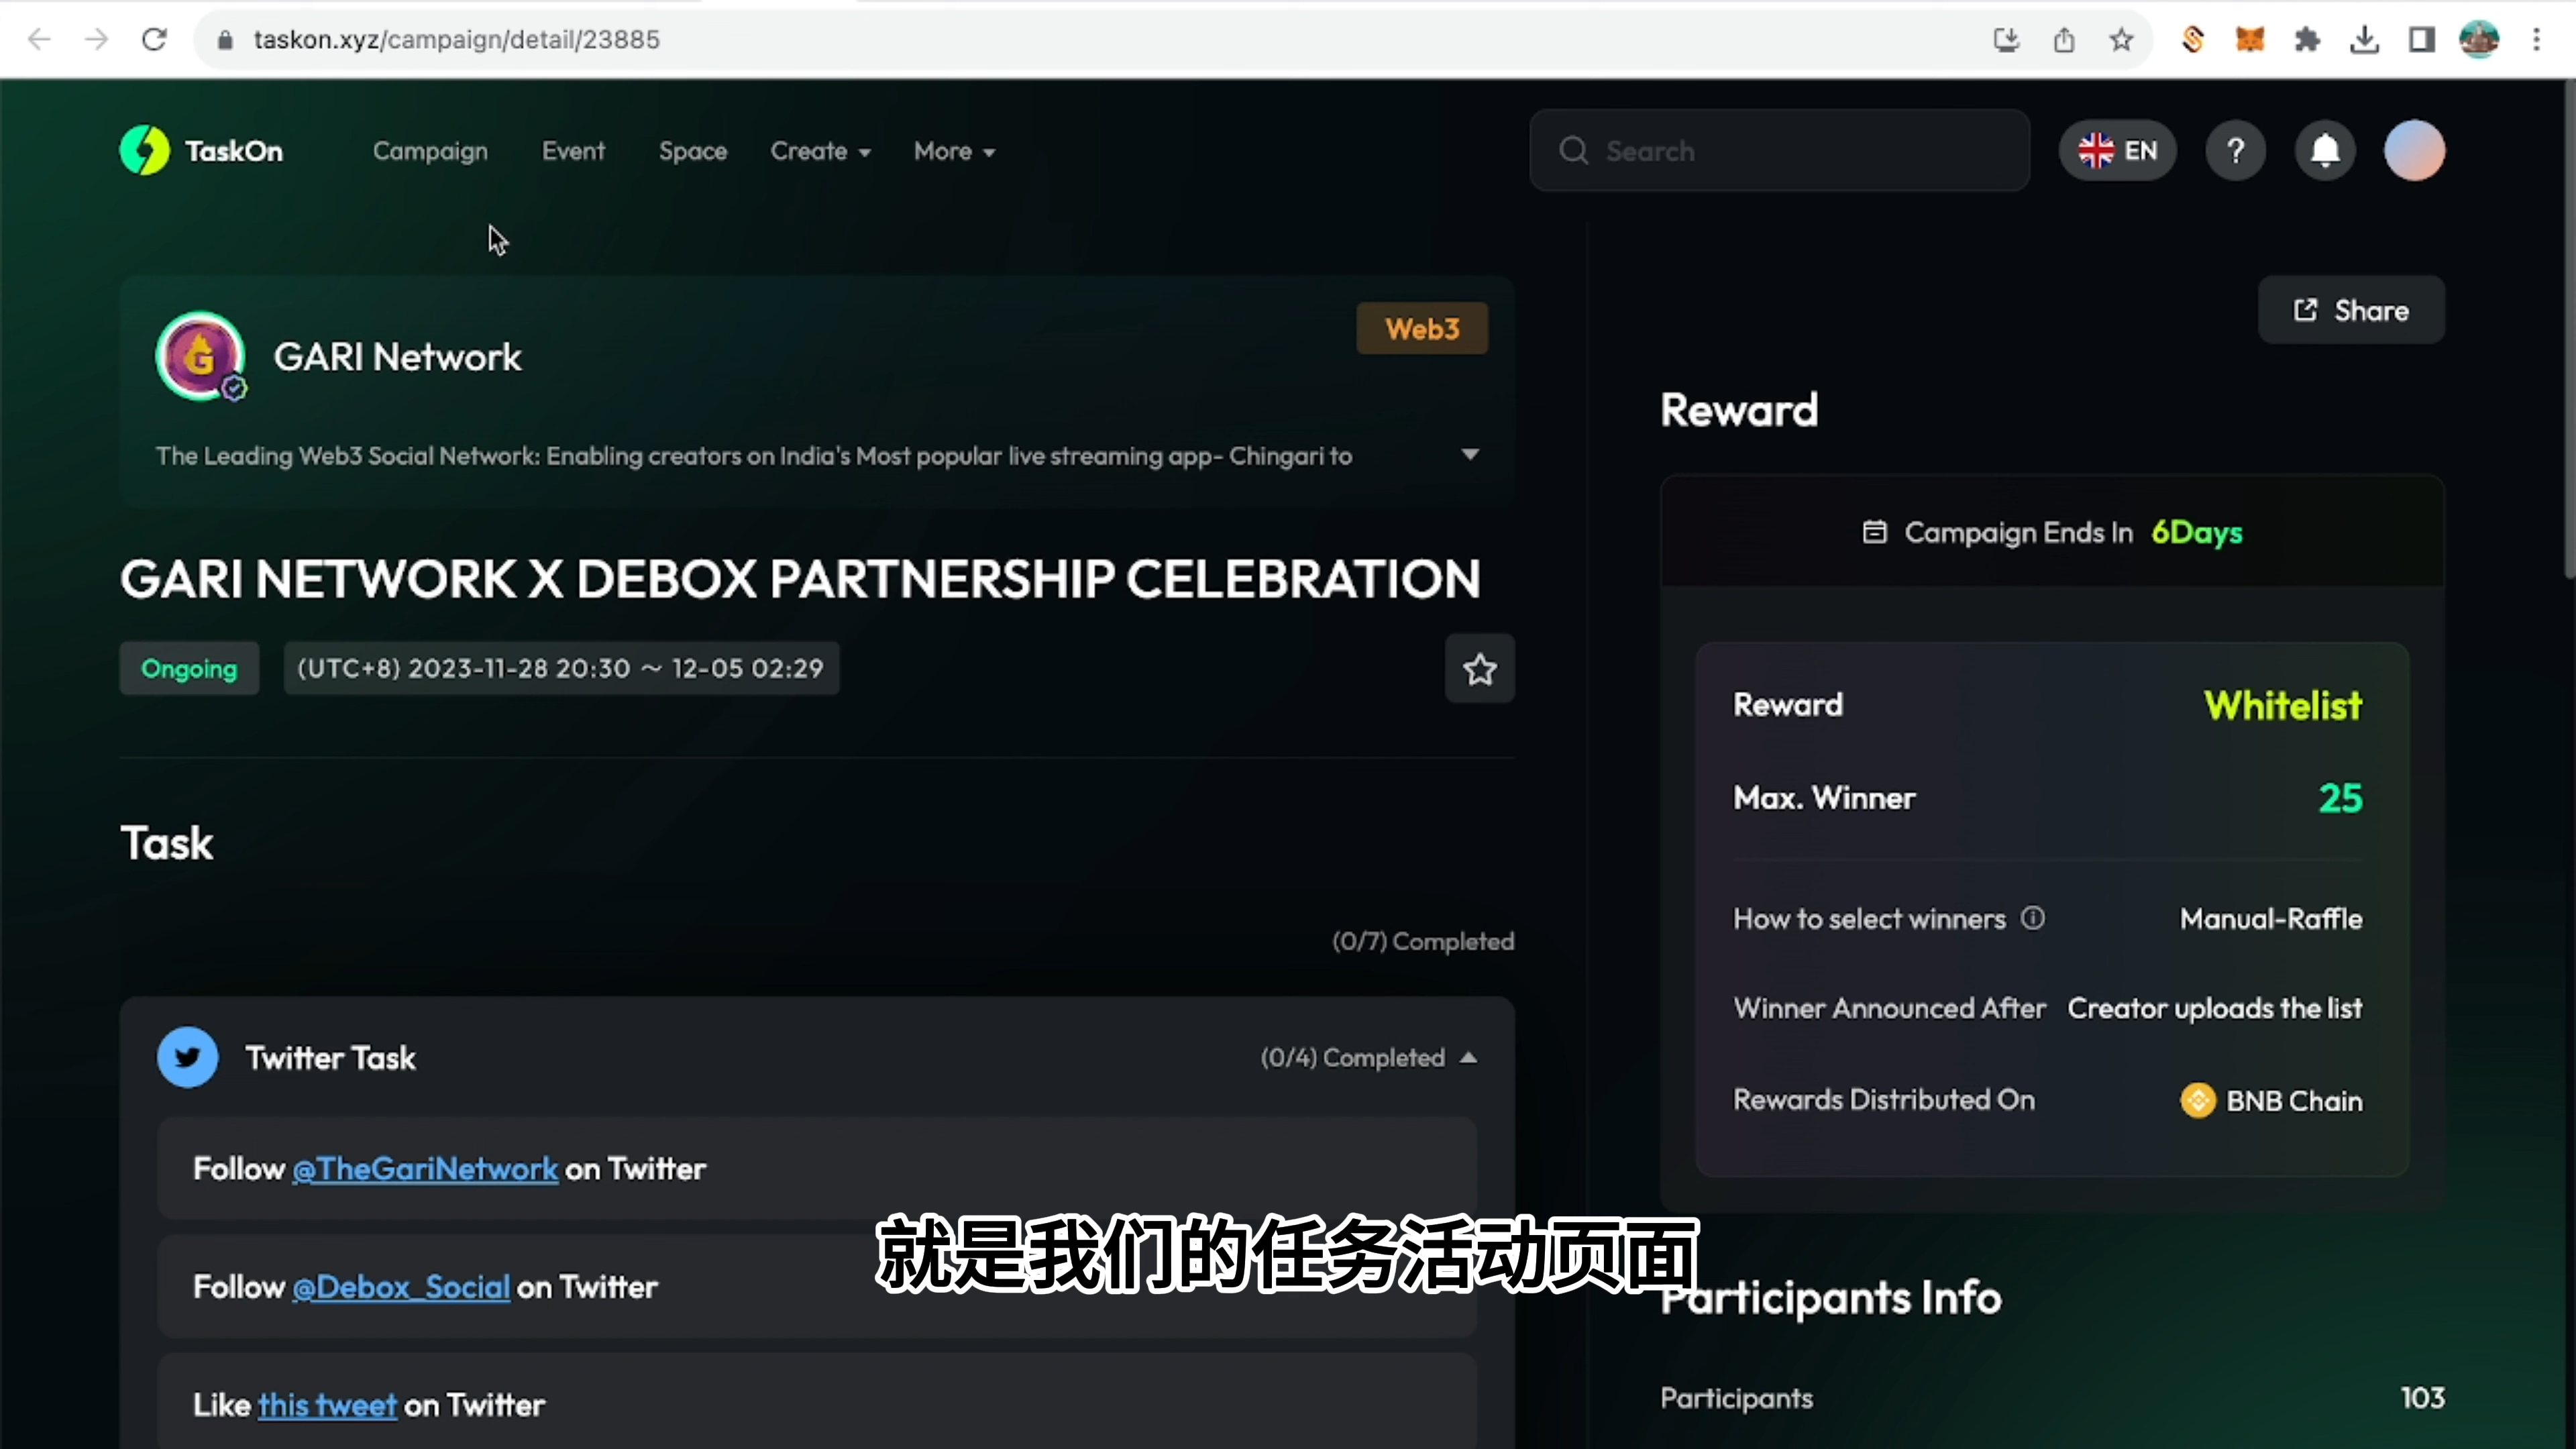 taskon.xyz/campaign/detail/23885
TaskOn
Campaign
Event
Space
Create
More
Search
EN
?
GARI Network
Web3
The Leading Web3 Social Network: Enabling creators on India's Most popular live streaming app- Chingari to
GARI NETWORK X DEBOX PARTNERSHIP CELEBRATION
Ongoing
(UTC+8) 2023-11-28 20:30 ~ 12-05 02:29
Task
(0/7) Completed
Twitter Task
(0/4) Completed
Follow @TheGariNetwork on Twitter
Follow @Debox_Social on Twitter
Like this tweet on Twitter
Share
Reward
Campaign Ends In 6Days
Reward Whitelist
Max. Winner 25
How to select winners Manual-Raffle
Winner Announced After Creator uploads the list
Rewards Distributed On BNB Chain
就是我们的任务活动页面
Participants Info
Participants 103